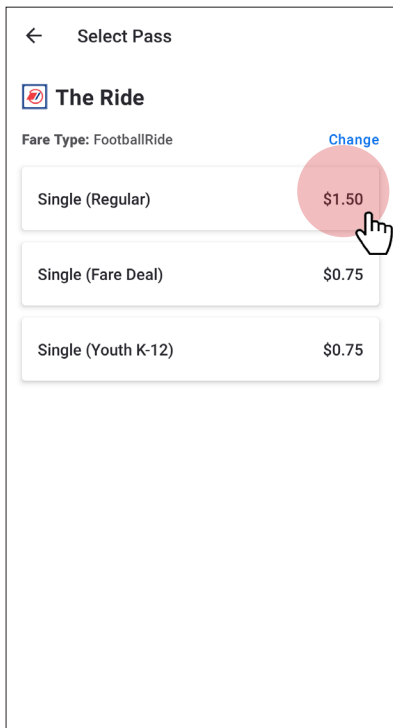 Select Pass
The Ride
Fare Type: FootballRide Change
Single (Regular) $1.50
Single (Fare Deal) $0.75
Single (Youth K-12) $0.75